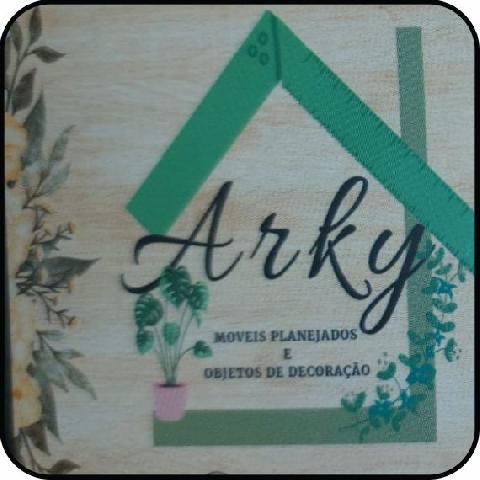 Arky
MOVEIS PLANEJADOS
E
OBJETOS DE DECORAÇÃO